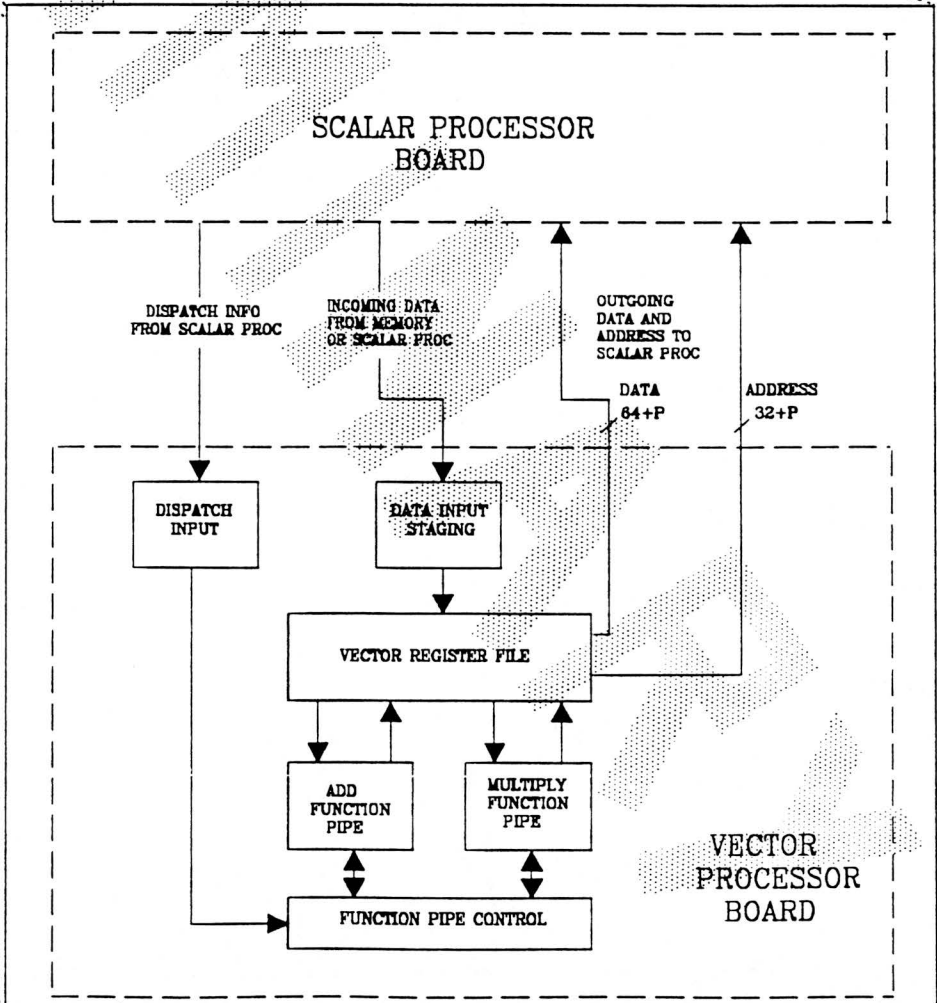 SCALAR PROCESSOR
BOARD
DISPATCH INFO
FROM SCALAR PROC
INCOMING DATA
FROM MEMORY
OR SCALAR PROC
OUTGOING
DATA AND
ADDRESS TO
SCALAR PROC
DATA
64+P
ADDRESS
32+P
DISPATCH
INPUT
DATA INPUT
STAGING
VECTOR REGISTER FILE
ADD
FUNCTION
PIPE
MULTIPLY
FUNCTION
PIPE
FUNCTION PIPE CONTROL
VECTOR
PROCESSOR
BOARD